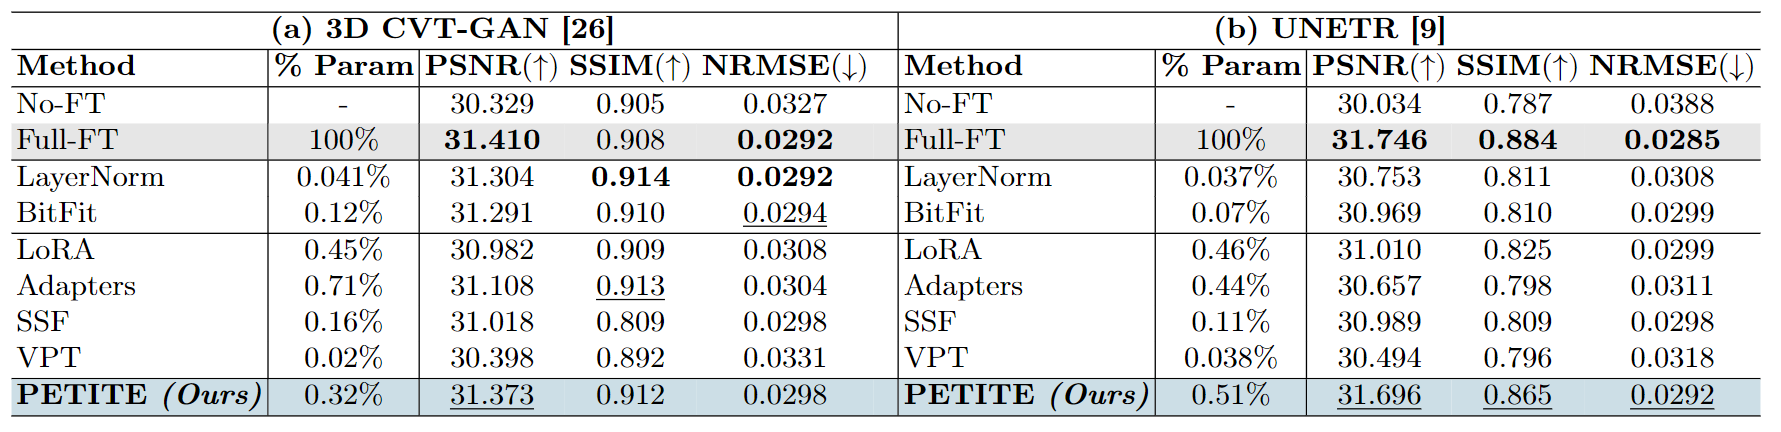 (a) 3D CVT-GAN [26] (b) UNETR [9]
Method % Param PSNR(↑) SSIM(↑) NRMSE(↓) Method % Param PSNR(↑) SSIM(↑) NRMSE(↓)
No-FT - 30.329 0.905 0.0327 No-FT - 30.034 0.787 0.0388
Full-FT 100% 31.410 0.908 0.0292 Full-FT 100% 31.746 0.884 0.0285
LayerNorm 0.041% 31.304 0.914 0.0292 LayerNorm 0.037% 30.753 0.811 0.0308
BitFit 0.12% 31.291 0.910 0.0294 BitFit 0.07% 30.969 0.810 0.0299
LoRA 0.45% 30.982 0.909 0.0308 LoRA 0.46% 31.010 0.825 0.0299
Adapters 0.71% 31.108 0.913 0.0304 Adapters 0.44% 30.657 0.798 0.0311
SSF 0.16% 31.018 0.809 0.0298 SSF 0.11% 30.989 0.809 0.0298
VPT 0.02% 30.398 0.892 0.0331 VPT 0.038% 30.494 0.796 0.0318
PETITE (Ours) 0.32% 31.373 0.912 0.0298 PETITE (Ours) 0.51% 31.696 0.865 0.0292